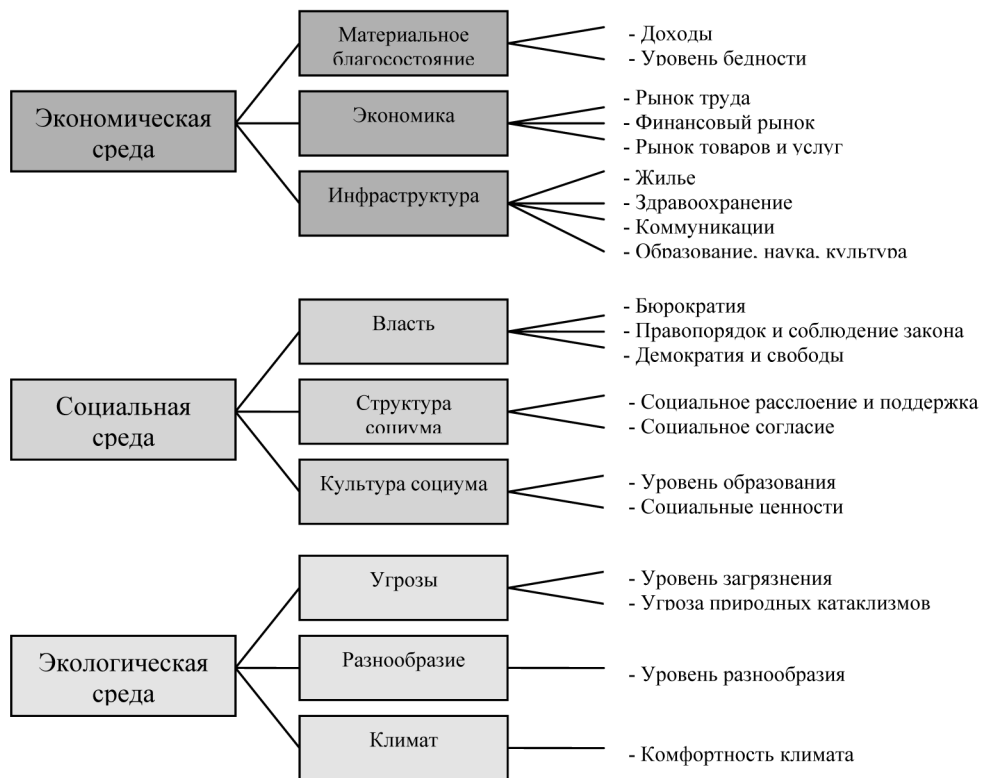 Экономическая
среда
Материальное
благосостояние
- Доходы
- Уровень бедности
Экономика
- Рынок труда
- Финансовый рынок
- Рынок товаров и услуг
Инфраструктура
- Жилье
- Здравоохранение
- Коммуникации
- Образование, наука, культура
Социальная
среда
Власть
- Бюрократия
- Правопорядок и соблюдение закона
- Демократия и свободы
Структура
социума
- Социальное расслоение и поддержка
- Социальное согласие
Культура социума
- Уровень образования
- Социальные ценности
Экологическая
среда
Угрозы
- Уровень загрязнения
- Угроза природных катаклизмов
Разнообразие
- Уровень разнообразия
Климат
- Комфортность климата